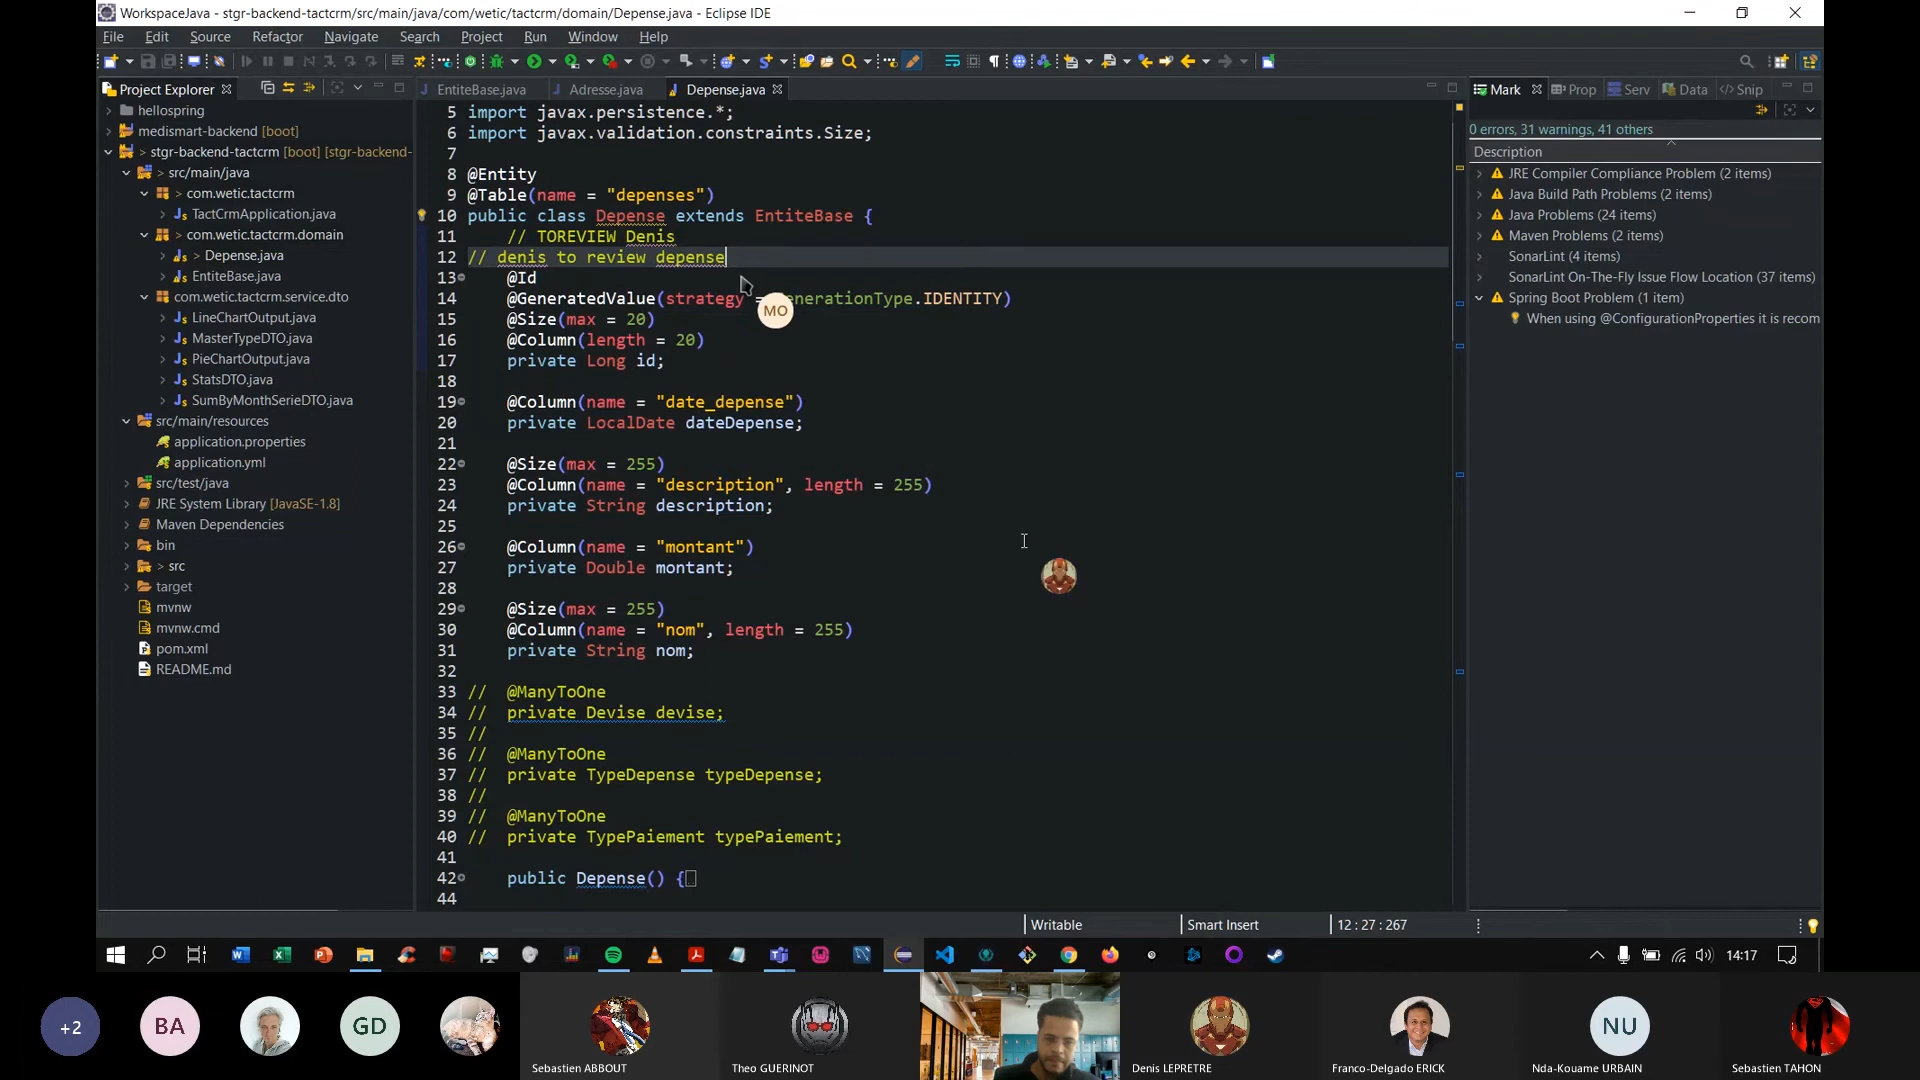 WorkspaceJava - stgr-backend-tactcrm/src/main/java/com/wetic/tactcrm/domain/Depense.java - Eclipse IDE
File Edit Source Refactor Navigate Search Project Run Window Help
Project Explorer
hellospring
medismart-backend [boot]
> stgr-backend-tactcrm [boot] [stgr-backend-
> src/main/java
> com.wetic.tactcrm
TactCrmApplication.java
> com.wetic.tactcrm.domain
> Depense.java
EntiteBase.java
com.wetic.tactcrm.service.dto
LineChartOutput.java
MasterTypeDTO.java
PieChartOutput.java
StatsDTO.java
SumByMonthSerieDTO.java
src/main/resources
application.properties
application.yml
src/test/java
JRE System Library [JavaSE-1.8]
Maven Dependencies
bin
> src
target
mvnw
mvnw.cmd
pom.xml
README.md
EntiteBase.java Adresse.java Depense.java
5 import javax.persistence.*;
6 import javax.validation.constraints.Size;
7
8 @Entity
9 @Table(name = "depenses")
10 public class Depense extends EntiteBase {
11 // TOREVIEW Denis
12 // denis to review depense
13 @Id
14 @GeneratedValue(strategy = enerationType.IDENTITY)
MO
15 @Size(max = 20)
16 @Column(length = 20)
17 private Long id;
18
19 @Column(name = "date_depense")
20 private LocalDate dateDepense;
21
22 @Size(max = 255)
23 @Column(name = "description", length = 255)
24 private String description;
25
26 @Column(name = "montant")
27 private Double montant;
28
29 @Size(max = 255)
30 @Column(name = "nom", length = 255)
31 private String nom;
32
33 // @ManyToOne
34 // private Devise devise;
35 //
36 // @ManyToOne
37 // private TypeDepense typeDepense;
38 //
39 // @ManyToOne
40 // private TypePaiement typePaiement;
41
42 public Depense() {
44
Mark Prop Serv Data Snip
0 errors, 31 warnings, 41 others
Description
JRE Compiler Compliance Problem (2 items)
Java Build Path Problems (2 items)
Java Problems (24 items)
Maven Problems (2 items)
SonarLint (4 items)
SonarLint On-The-Fly Issue Flow Location (37 items)
Spring Boot Problem (1 item)
When using @ConfigurationProperties it is recom
Writable Smart Insert 12 : 27 : 267
14:17
+2 BA GD NU
Sebastien ABBOUT Theo GUERINOT Denis LEPRETRE Franco-Delgado ERICK Nda-Kouame URBAIN Sebastien TAHON